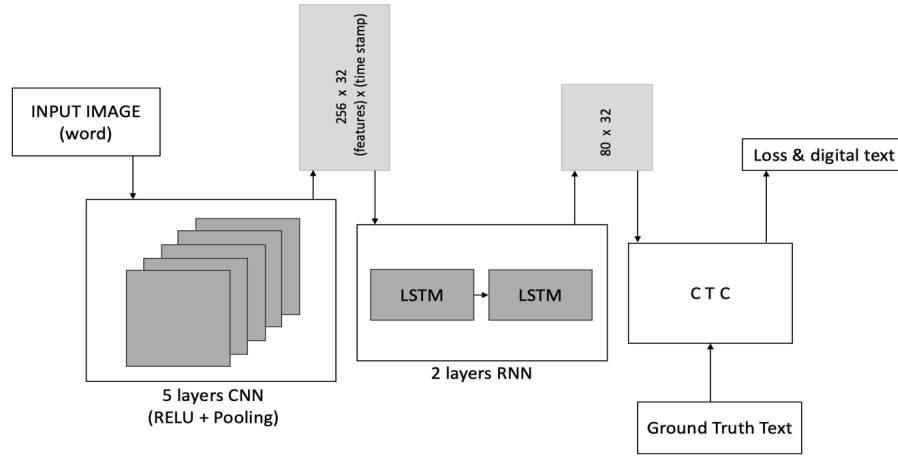 INPUT IMAGE
(word)
256 x 32
(features) x (time stamp)
80 x 32
Loss & digital text
LSTM
LSTM
C T C
5 layers CNN
(RELU + Pooling)
2 layers RNN
Ground Truth Text